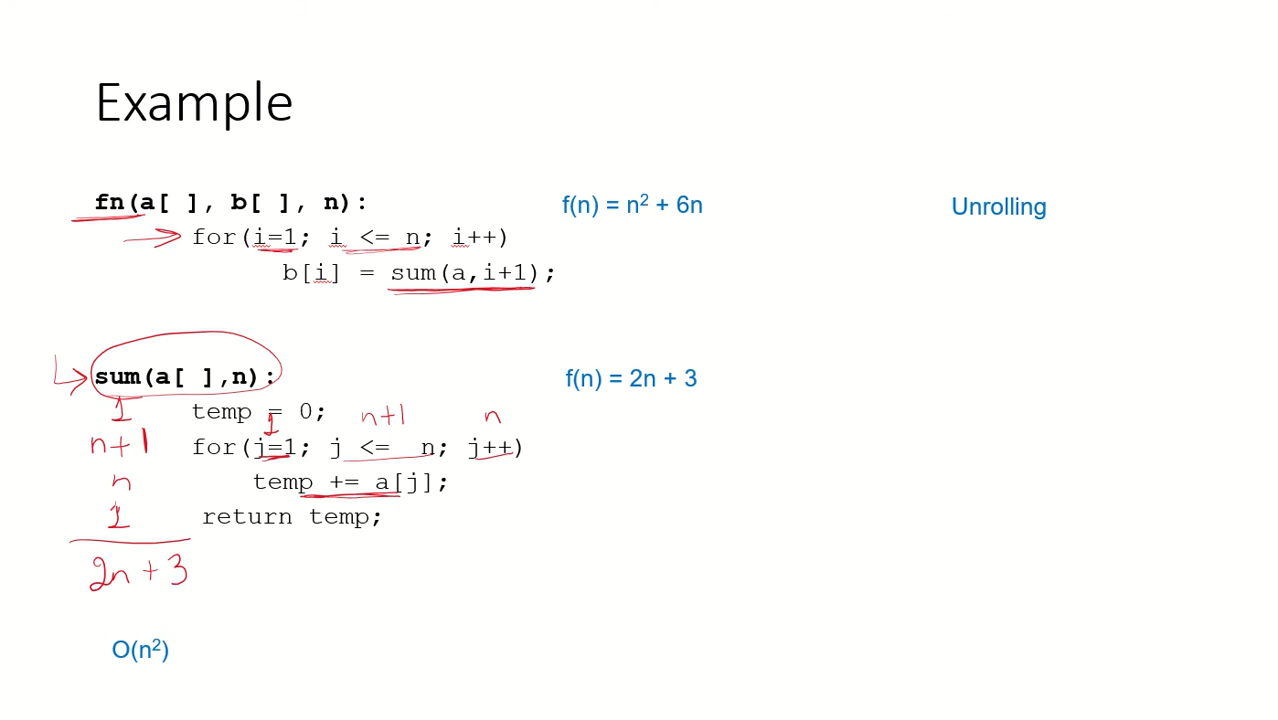 Example
fn(a[ ], b[ ], n): f(n) = n² + 6n Unrolling
for(i=1; i <= n; i++)
b[i] = sum(a,i+1);
sum(a[ ],n): f(n) = 2n + 3
1 temp = 0;
1 n+1 n
n+1 for(j=1; j <= n; j++)
n temp += a[j];
1 return temp;
2n + 3
O(n²)